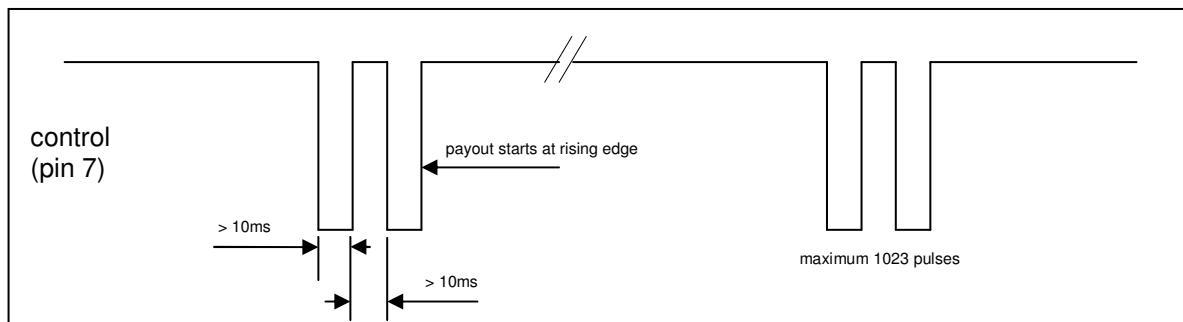 control
(pin 7)
payout starts at rising edge
> 10ms
> 10ms
maximum 1023 pulses